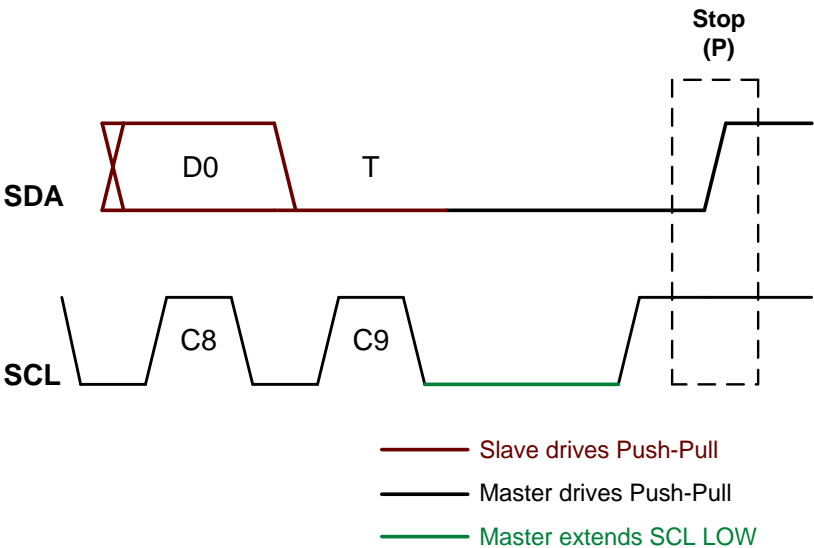 Stop
(P)
D0
T
SDA
C8
C9
SCL
Slave drives Push-Pull
Master drives Push-Pull
Master extends SCL LOW